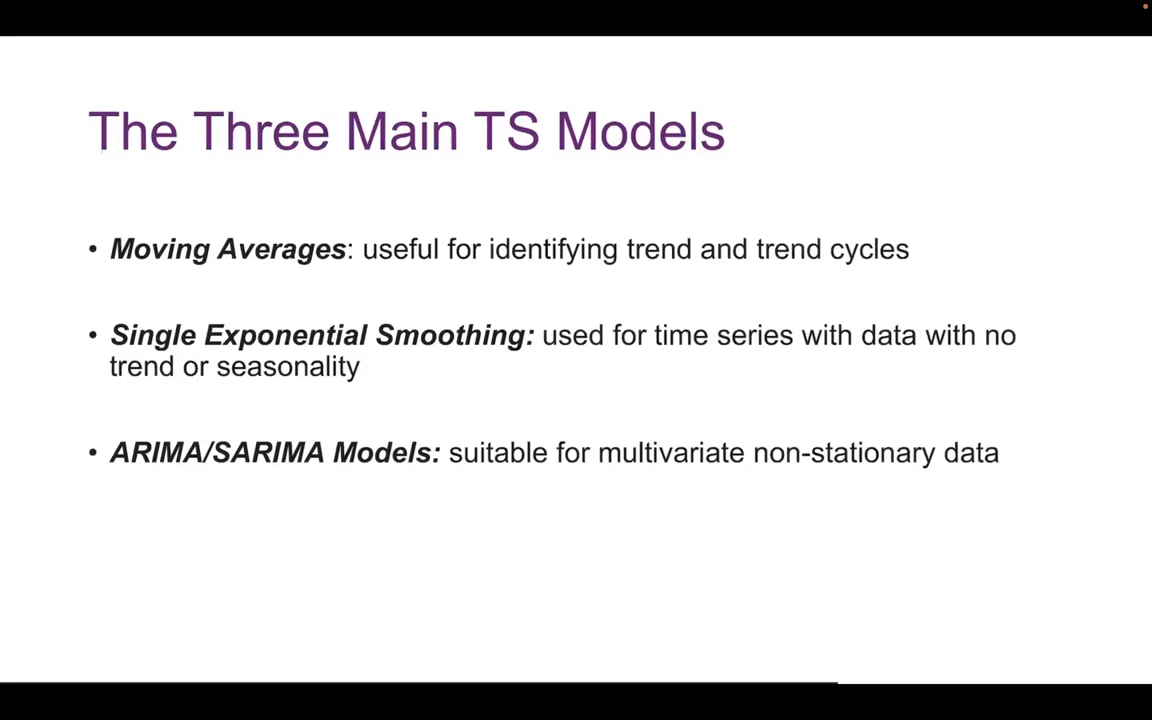 The Three Main TS Models
• Moving Averages: useful for identifying trend and trend cycles
• Single Exponential Smoothing: used for time series with data with no
trend or seasonality
• ARIMA/SARIMA Models: suitable for multivariate non-stationary data